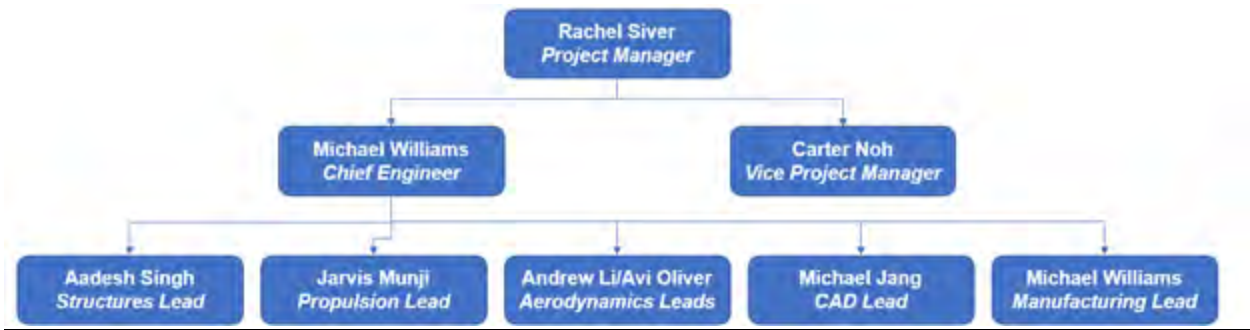 Rachel Siver
Project Manager
Michael Williams
Chief Engineer
Carter Noh
Vice Project Manager
Aadesh Singh
Structures Lead
Jarvis Munji
Propulsion Lead
Andrew Li/Avi Oliver
Aerodynamics Leads
Michael Jang
CAD Lead
Michael Williams
Manufacturing Lead